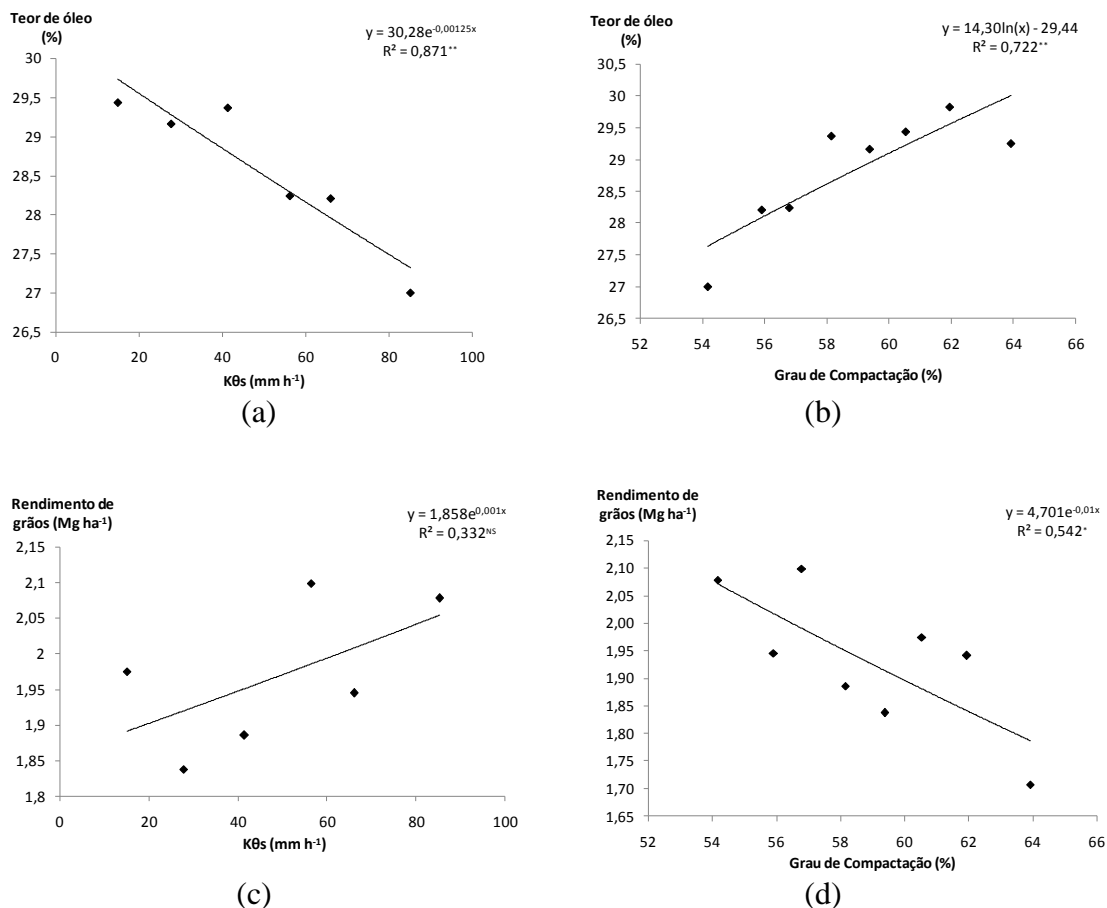 Teor de óleo
(%)
y = 30,28e^-0,00125x
R² = 0,871**
30
29,5
29
28,5
28
27,5
27
26,5
0 20 40 60 80 100
Kθs (mm h⁻¹)
(a)
Teor de óleo
(%)
y = 14,30ln(x) - 29,44
R² = 0,722**
30,5
30
29,5
29
28,5
28
27,5
27
26,5
52 54 56 58 60 62 64 66
Grau de Compactação (%)
(b)
Rendimento de
grãos (Mg ha⁻¹)
y = 1,858e^0,001x
R² = 0,332^NS
2,15
2,1
2,05
2
1,95
1,9
1,85
1,8
0 20 40 60 80 100
Kθs (mm h⁻¹)
(c)
Rendimento de
grãos (Mg ha⁻¹)
y = 4,701e^-0,01x
R² = 0,542*
2,15
2,10
2,05
2,00
1,95
1,90
1,85
1,80
1,75
1,70
1,65
52 54 56 58 60 62 64 66
Grau de Compactação (%)
(d)